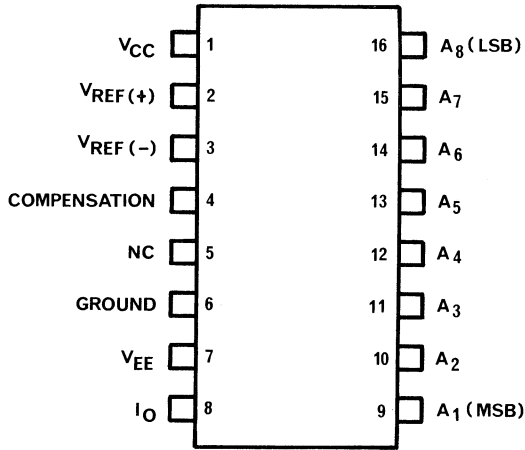 VCC 1 16 A8 (LSB)
VREF (+) 2 15 A7
VREF (–) 3 14 A6
COMPENSATION 4 13 A5
NC 5 12 A4
GROUND 6 11 A3
VEE 7 10 A2
IO 8 9 A1 (MSB)